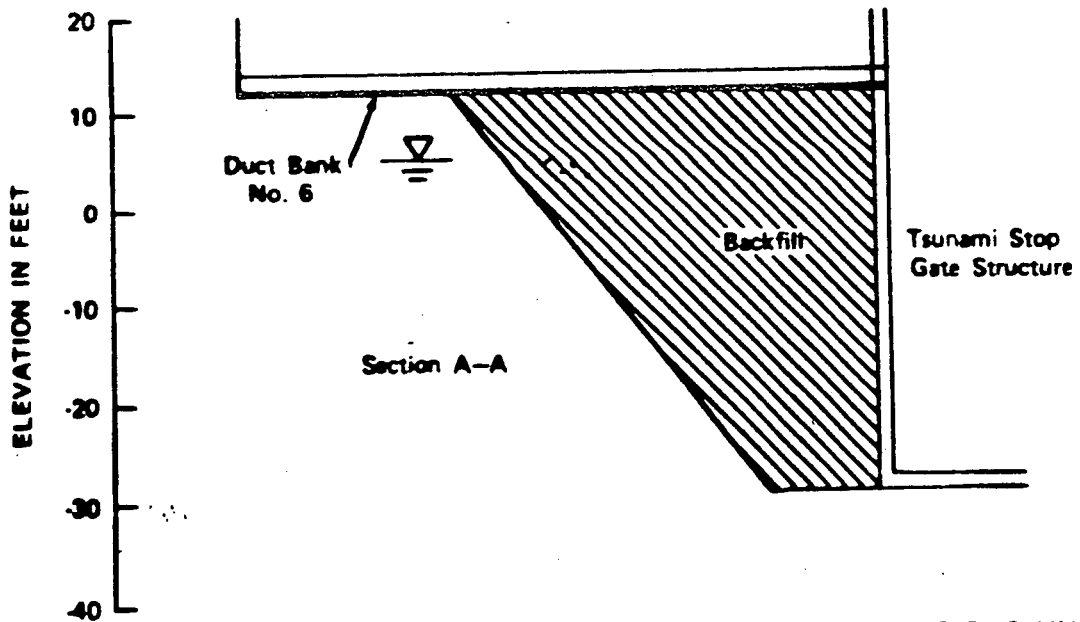 20
10
0
-10
-20
-30
-40
ELEVATION IN FEET
Duct Bank
No. 6
Backfill
Tsunami Stop
Gate Structure
Section A-A